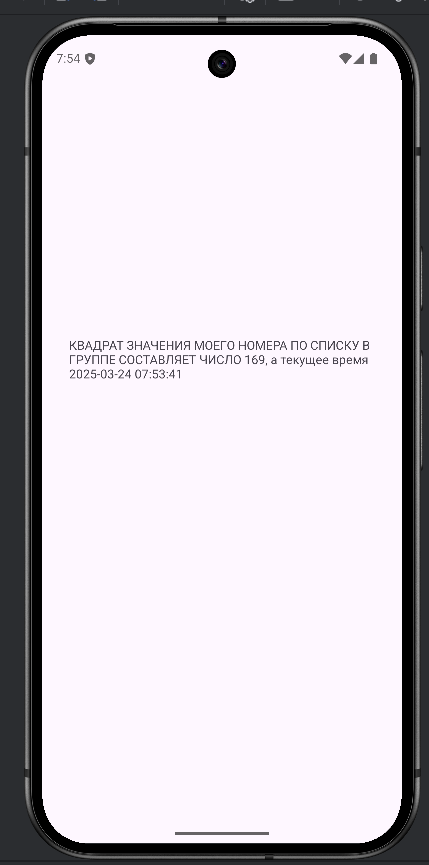 7:54
КВАДРАТ ЗНАЧЕНИЯ МОЕГО НОМЕРА ПО СПИСКУ В
ГРУППЕ СОСТАВЛЯЕТ ЧИСЛО 169, а текущее время
2025-03-24 07:53:41